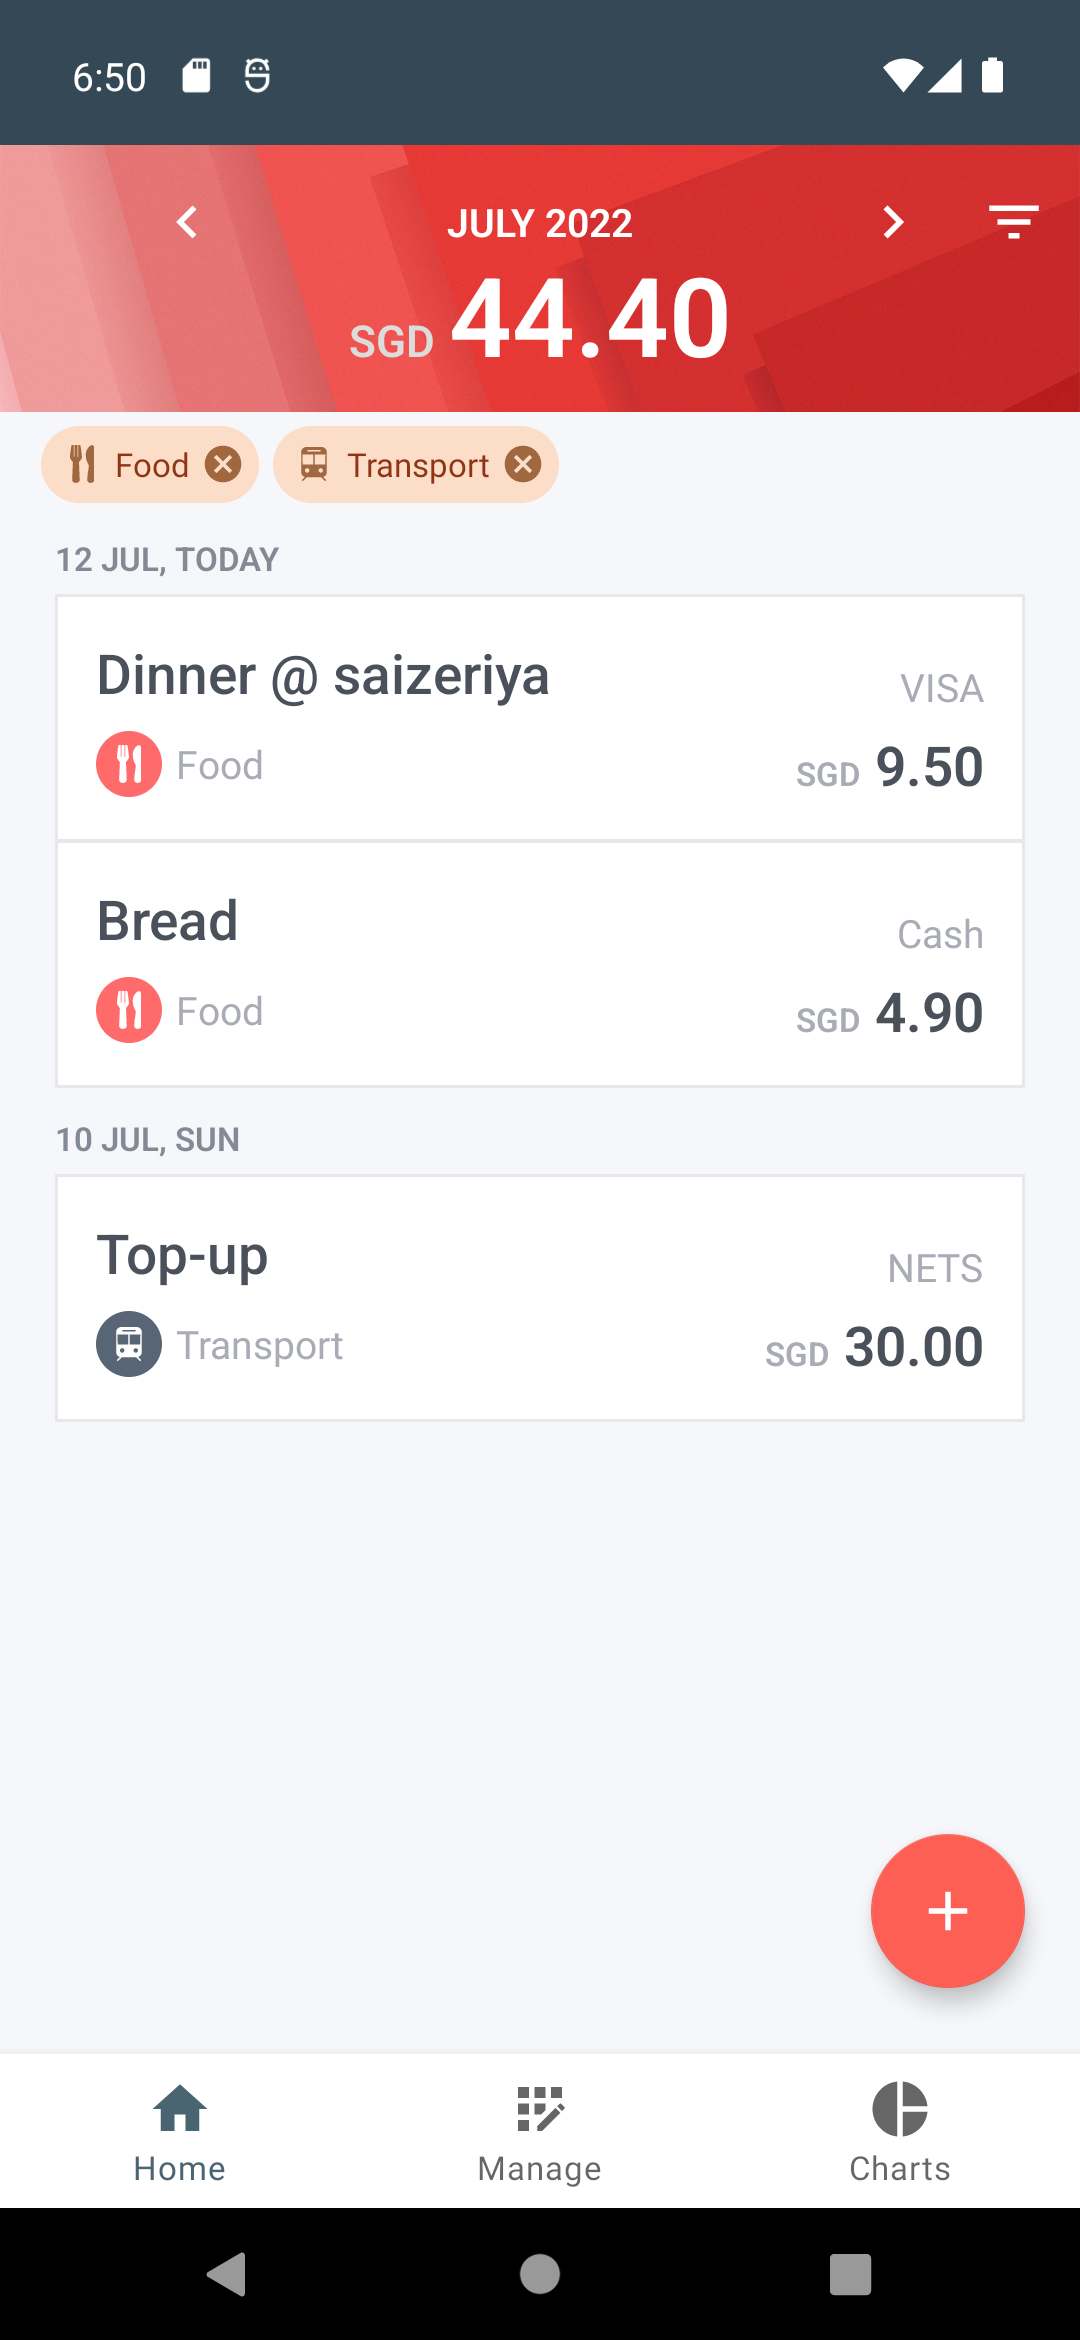 6:50
JULY 2022
SGD 44.40
Food
Transport
12 JUL, TODAY
Dinner @ saizeriya
VISA
Food
SGD 9.50
Bread
Cash
Food
SGD 4.90
10 JUL, SUN
Top-up
NETS
Transport
SGD 30.00
Home
Manage
Charts